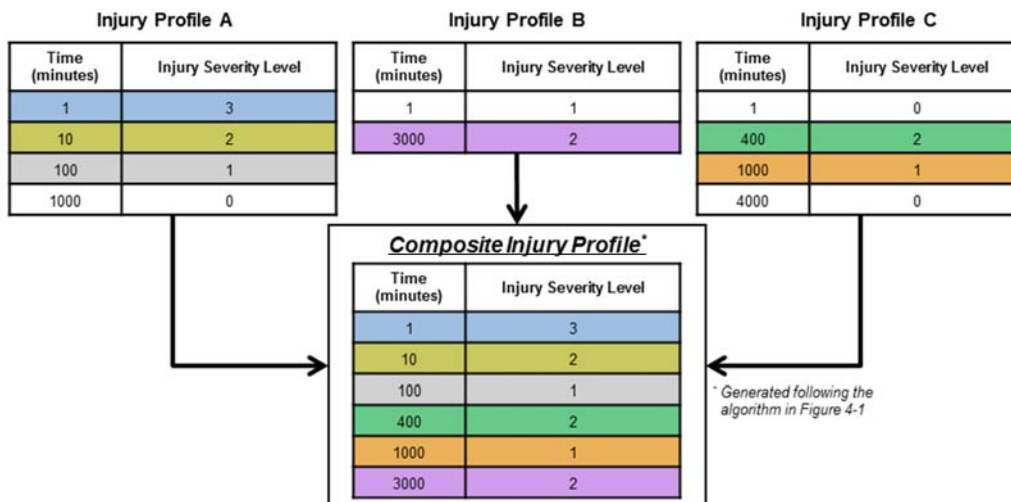 Injury Profile A
Time
(minutes) Injury Severity Level
1 3
10 2
100 1
1000 0
Injury Profile B
Time
(minutes) Injury Severity Level
1 1
3000 2
Injury Profile C
Time
(minutes) Injury Severity Level
1 0
400 2
1000 1
4000 0
Composite Injury Profile*
Time
(minutes) Injury Severity Level
1 3
10 2
100 1
400 2
1000 1
3000 2
* Generated following the
algorithm in Figure 4-1